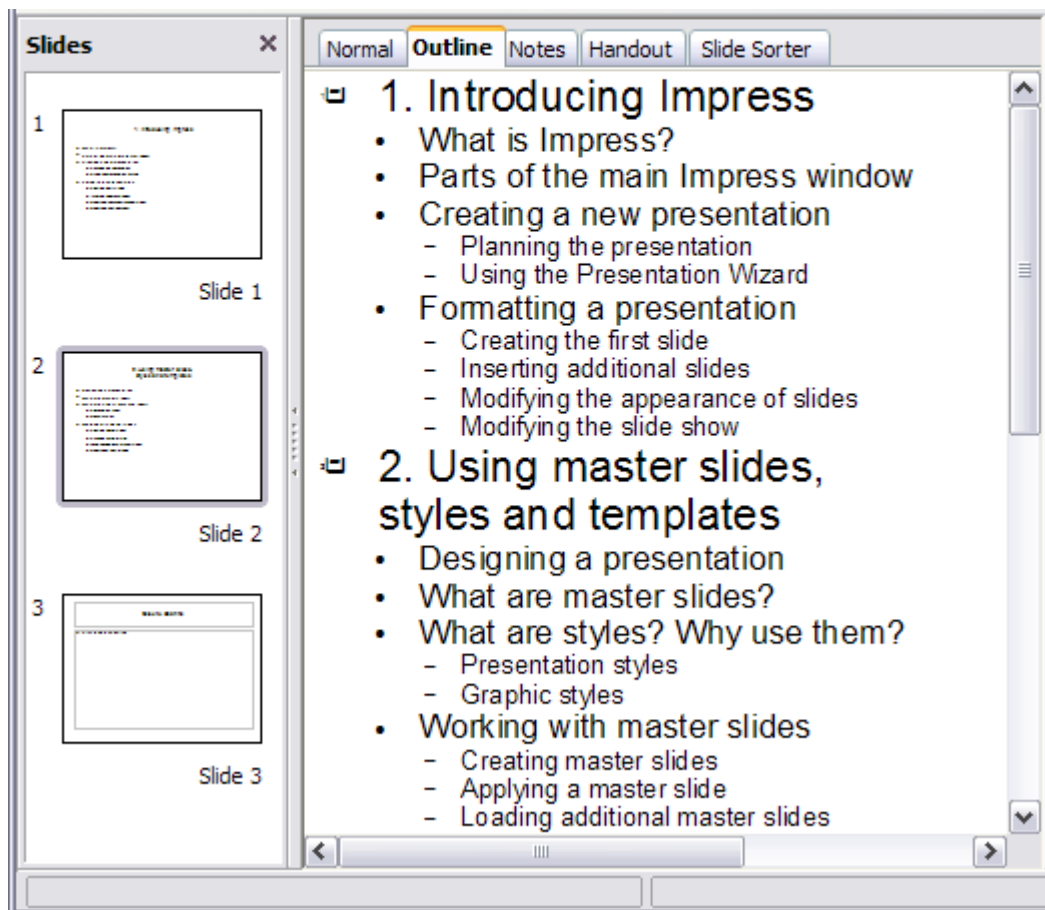 Slides
Normal Outline Notes Handout Slide Sorter
1
Slide 1
2
Slide 2
3
Slide 3
1. Introducing Impress
• What is Impress?
• Parts of the main Impress window
• Creating a new presentation
– Planning the presentation
– Using the Presentation Wizard
• Formatting a presentation
– Creating the first slide
– Inserting additional slides
– Modifying the appearance of slides
– Modifying the slide show
2. Using master slides,
styles and templates
• Designing a presentation
• What are master slides?
• What are styles? Why use them?
– Presentation styles
– Graphic styles
• Working with master slides
– Creating master slides
– Applying a master slide
– Loading additional master slides